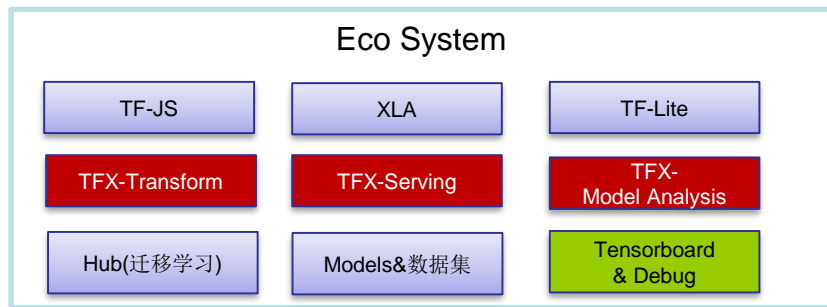 Eco System
TF-JS
XLA
TF-Lite
TFX-Transform
TFX-Serving
TFX-
Model Analysis
Hub(迁移学习)
Models&数据集
Tensorboard
& Debug